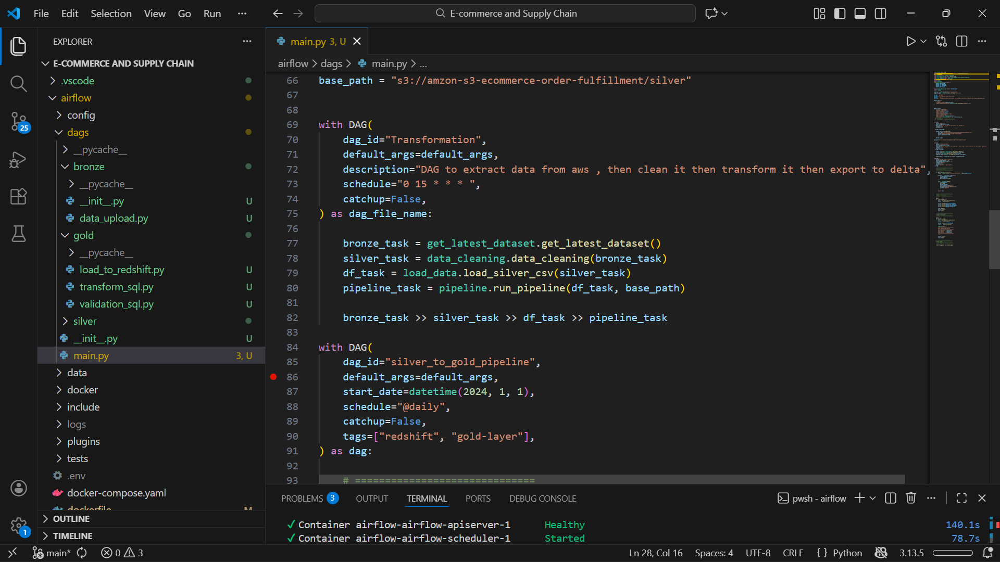 File Edit Selection View Go Run ...
E-commerce and Supply Chain
EXPLORER
E-COMMERCE AND SUPPLY CHAIN
.vscode
airflow
config
dags
__pycache__
bronze
__pycache__
__init__.py U
data_upload.py U
gold
__pycache__
load_to_redshift.py U
transform_sql.py U
validation_sql.py U
silver
__init__.py U
main.py 3, U
data
docker
include
logs
plugins
tests
.env
docker-compose.yaml
dockerfile M
OUTLINE
TIMELINE
25
1
main.py 3, U
airflow > dags > main.py > ...
66 base_path = "s3://amzon-s3-ecommerce-order-fulfillment/silver"
67
68
69 with DAG(
70 dag_id="Transformation",
71 default_args=default_args,
72 description="DAG to extract data from aws , then clean it then transform it then export to delta",
73 schedule="0 15 * * * ",
74 catchup=False,
75 ) as dag_file_name:
76
77 bronze_task = get_latest_dataset.get_latest_dataset()
78 silver_task = data_cleaning.data_cleaning(bronze_task)
79 df_task = load_data.load_silver_csv(silver_task)
80 pipeline_task = pipeline.run_pipeline(df_task, base_path)
81
82 bronze_task >> silver_task >> df_task >> pipeline_task
83
84 with DAG(
85 dag_id="silver_to_gold_pipeline",
86 default_args=default_args,
87 start_date=datetime(2024, 1, 1),
88 schedule="@daily",
89 catchup=False,
90 tags=["redshift", "gold-layer"],
91 ) as dag:
92
93 # ==============================
PROBLEMS 3 OUTPUT TERMINAL PORTS DEBUG CONSOLE
pwsh - airflow
✓ Container airflow-airflow-apiserver-1 Healthy 140.1s
✓ Container airflow-airflow-scheduler-1 Started 78.7s
main* 0 3
Ln 28, Col 16 Spaces: 4 UTF-8 CRLF { } Python 3.13.5